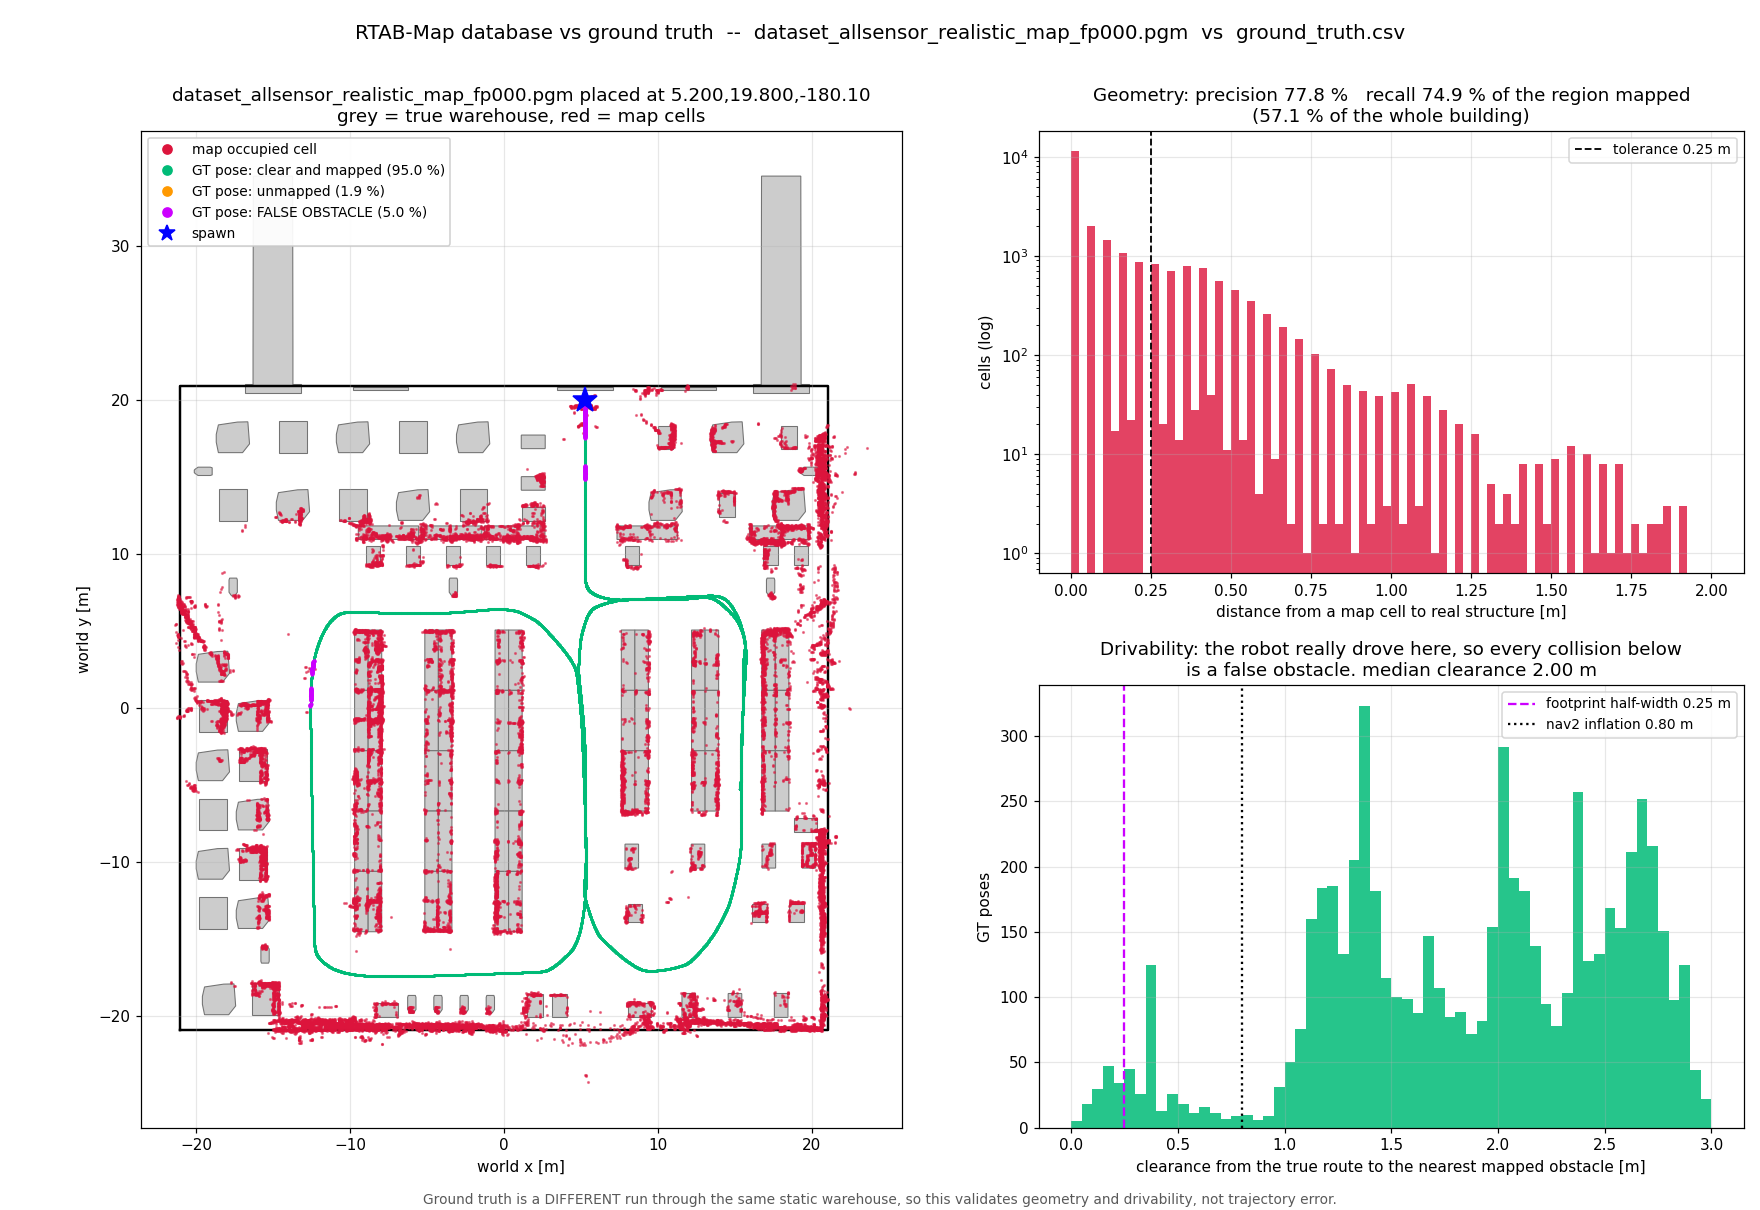 RTAB-Map database vs ground truth  --  dataset_allsensor_realistic_map_fp000.pgm  vs  ground_truth.csv
dataset_allsensor_realistic_map_fp000.pgm placed at 5.200,19.800,-180.10
grey = true warehouse, red = map cells
map occupied cell
GT pose: clear and mapped (95.0 %)
GT pose: unmapped (1.9 %)
GT pose: FALSE OBSTACLE (5.0 %)
spawn
30
20
10
0
−10
−20
world y [m]
−20
−10
0
10
20
world x [m]
Geometry: precision 77.8 %   recall 74.9 % of the region mapped
(57.1 % of the whole building)
tolerance 0.25 m
10⁴
10³
10²
10¹
10⁰
cells (log)
0.00
0.25
0.50
0.75
1.00
1.25
1.50
1.75
2.00
distance from a map cell to real structure [m]
Drivability: the robot really drove here, so every collision below
is a false obstacle. median clearance 2.00 m
footprint half-width 0.25 m
nav2 inflation 0.80 m
300
250
200
150
100
50
0
GT poses
0.0
0.5
1.0
1.5
2.0
2.5
3.0
clearance from the true route to the nearest mapped obstacle [m]
Ground truth is a DIFFERENT run through the same static warehouse, so this validates geometry and drivability, not trajectory error.